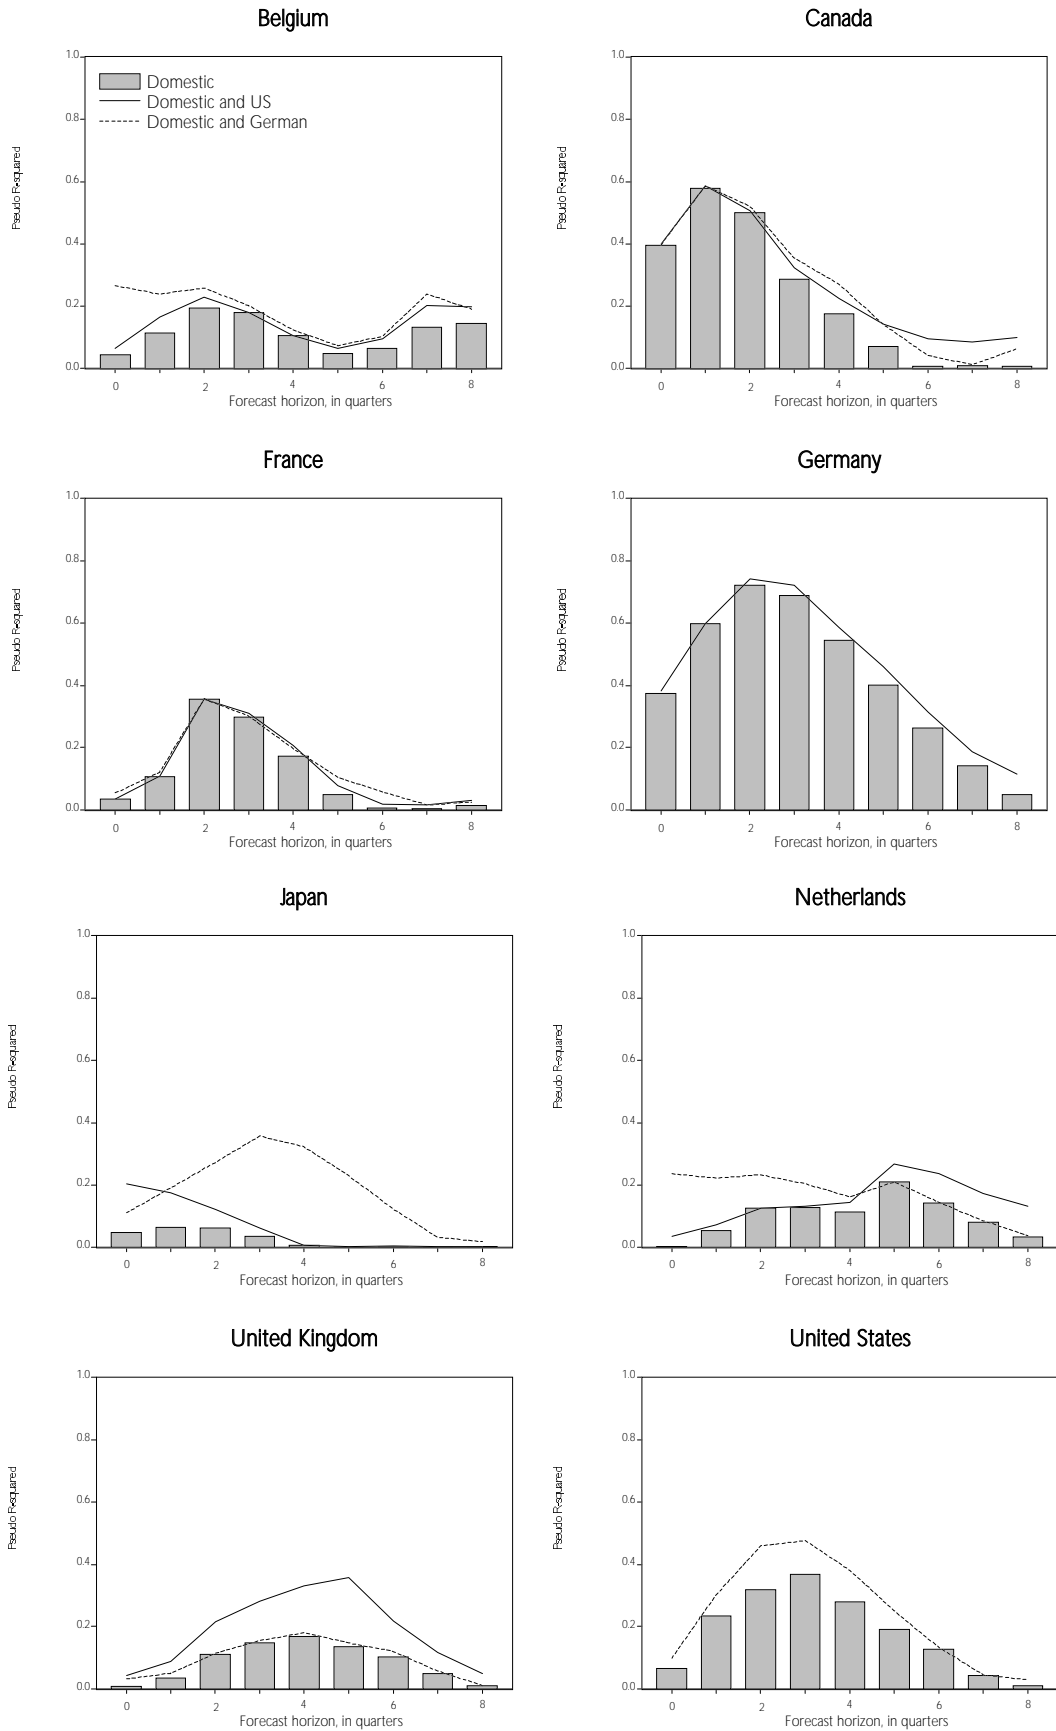 Belgium
1.0
0.8
0.6
0.4
0.2
0.0
Pseudo R-squared
Domestic
Domestic and US
Domestic and German
0 2 4 6 8
Forecast horizon, in quarters
Canada
1.0
0.8
0.6
0.4
0.2
0.0
Pseudo R-squared
0 2 4 6 8
Forecast horizon, in quarters
France
1.0
0.8
0.6
0.4
0.2
0.0
Pseudo R-squared
0 2 4 6 8
Forecast horizon, in quarters
Germany
1.0
0.8
0.6
0.4
0.2
0.0
Pseudo R-squared
0 2 4 6 8
Forecast horizon, in quarters
Japan
1.0
0.8
0.6
0.4
0.2
0.0
Pseudo R-squared
0 2 4 6 8
Forecast horizon, in quarters
Netherlands
1.0
0.8
0.6
0.4
0.2
0.0
Pseudo R-squared
0 2 4 6 8
Forecast horizon, in quarters
United Kingdom
1.0
0.8
0.6
0.4
0.2
0.0
Pseudo R-squared
0 2 4 6 8
Forecast horizon, in quarters
United States
1.0
0.8
0.6
0.4
0.2
0.0
Pseudo R-squared
0 2 4 6 8
Forecast horizon, in quarters